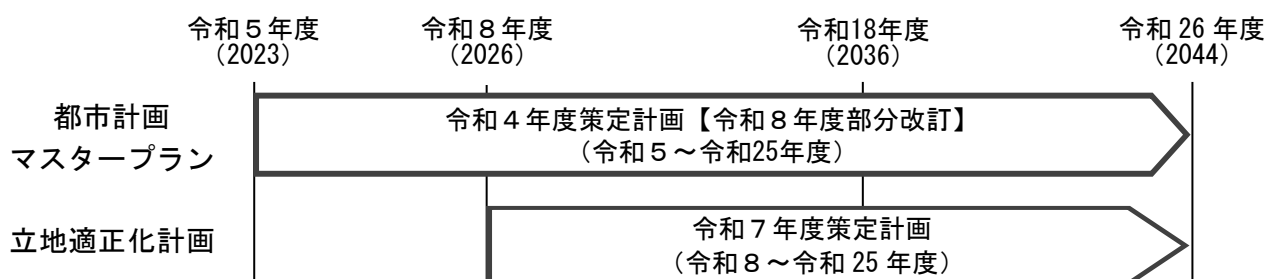 令和５年度 令和８年度 令和18年度 令和 26 年度
（2023） （2026） （2036） （2044）
都市計画
マスタープラン
令和４年度策定計画【令和８年度部分改訂】
（令和５～令和25年度）
立地適正化計画
令和７年度策定計画
（令和８～令和 25 年度）